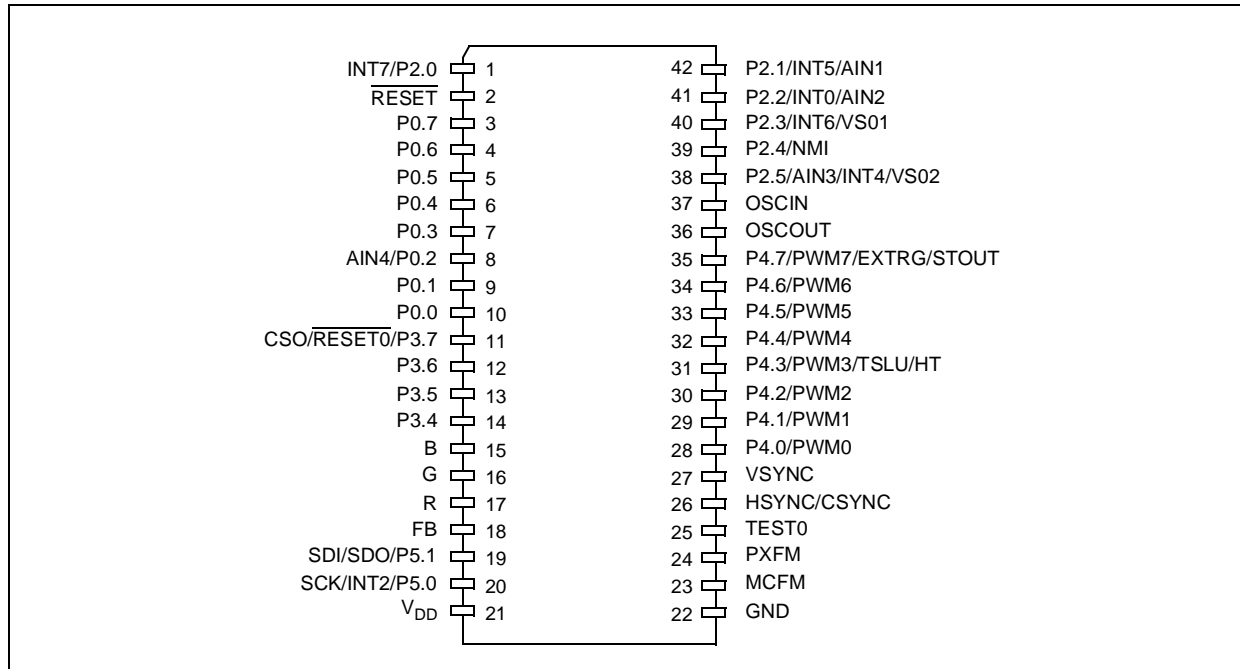 INT7/P2.0 1 42 P2.1/INT5/AIN1
RESET 2 41 P2.2/INT0/AIN2
P0.7 3 40 P2.3/INT6/VS01
P0.6 4 39 P2.4/NMI
P0.5 5 38 P2.5/AIN3/INT4/VS02
P0.4 6 37 OSCIN
P0.3 7 36 OSCOUT
AIN4/P0.2 8 35 P4.7/PWM7/EXTRG/STOUT
P0.1 9 34 P4.6/PWM6
P0.0 10 33 P4.5/PWM5
CSO/RESET0/P3.7 11 32 P4.4/PWM4
P3.6 12 31 P4.3/PWM3/TSLU/HT
P3.5 13 30 P4.2/PWM2
P3.4 14 29 P4.1/PWM1
B 15 28 P4.0/PWM0
G 16 27 VSYNC
R 17 26 HSYNC/CSYNC
FB 18 25 TEST0
SDI/SDO/P5.1 19 24 PXFM
SCK/INT2/P5.0 20 23 MCFM
VDD 21 22 GND